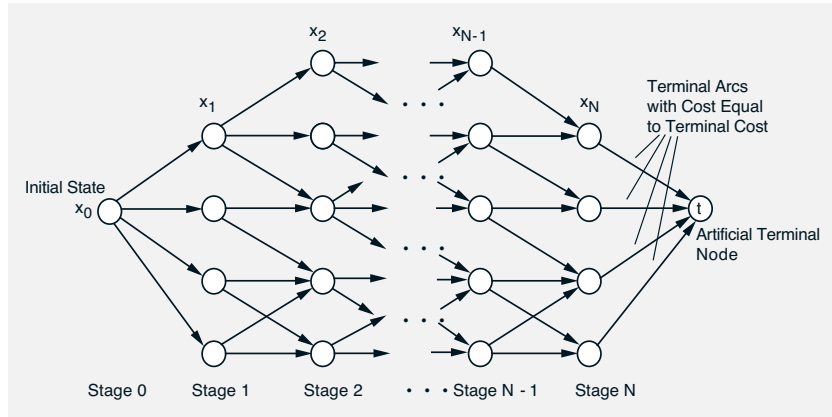 x2
xN-1
x1
xN
Terminal Arcs
with Cost Equal
to Terminal Cost
Initial State
x0
t
Artificial Terminal
Node
Stage 0
Stage 1
Stage 2
Stage N - 1
Stage N